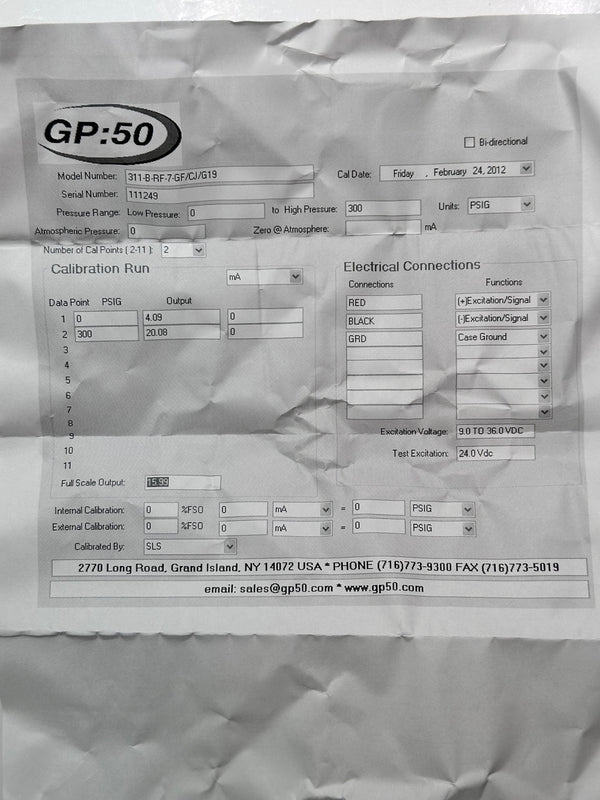 GP:50
Bi-directional
Model Number: 311-B-RF-7-GF/CJ/G19 Cal Date: Friday , February 24, 2012
Serial Number: 111249
Pressure Range: Low Pressure: 0 to High Pressure: 300 Units: PSIG
Atmospheric Pressure: 0 Zero @ Atmosphere: mA
Number of Cal Points ( 2-11 ): 2
Calibration Run mA
Data Point PSIG Output
1 0 4.09 0
2 300 20.08 0
3
4
5
6
7
8
9
10
11
Full Scale Output: 15.99
Electrical Connections
Connections Functions
RED (+)Excitation/Signal
BLACK (-)Excitation/Signal
GRD Case Ground
Excitation Voltage: 9.0 TO 36.0 VDC
Test Excitation: 24.0 Vdc
Internal Calibration: 0 %FSO 0 mA = 0 PSIG
External Calibration: 0 %FSO 0 mA = 0 PSIG
Calibrated By: SLS
2770 Long Road, Grand Island, NY 14072 USA * PHONE (716)773-9300 FAX (716)773-5019
email: sales@gp50.com * www.gp50.com